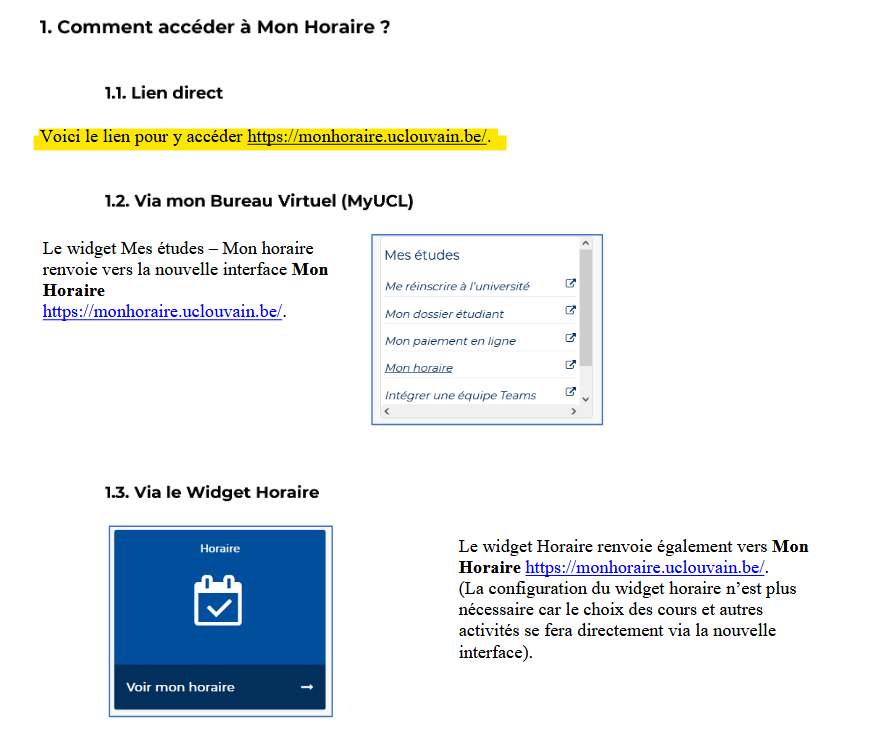 1. Comment accéder à Mon Horaire ?
1.1. Lien direct
Voici le lien pour y accéder https://monhoraire.uclouvain.be/.
1.2. Via mon Bureau Virtuel (MyUCL)
Le widget Mes études – Mon horaire
renvoie vers la nouvelle interface Mon
Horaire
https://monhoraire.uclouvain.be/.
Mes études
Me réinscrire à l'université
Mon dossier étudiant
Mon paiement en ligne
Mon horaire
Intégrer une équipe Teams
1.3. Via le Widget Horaire
Horaire
Voir mon horaire
Le widget Horaire renvoie également vers Mon
Horaire https://monhoraire.uclouvain.be/.
(La configuration du widget horaire n’est plus
nécessaire car le choix des cours et autres
activités se fera directement via la nouvelle
interface).